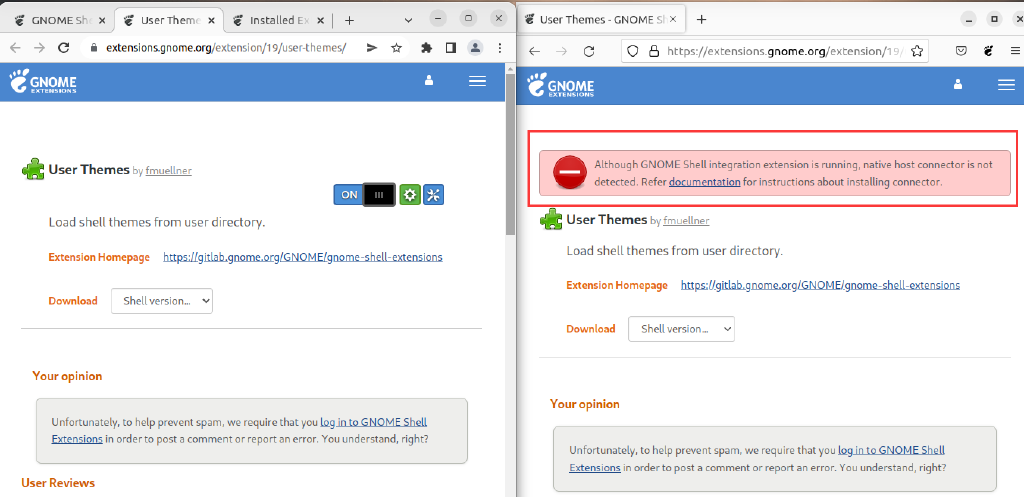 GNOME Sh
User Theme
Installed Ex
extensions.gnome.org/extension/19/user-themes/
GNOME
EXTENSIONS
User Themes by fmuellner
ON
Load shell themes from user directory.
Extension Homepage https://gitlab.gnome.org/GNOME/gnome-shell-extensions
Download Shell version...
Your opinion
Unfortunately, to help prevent spam, we require that you log in to GNOME Shell
Extensions in order to post a comment or report an error. You understand, right?
User Reviews
User Themes - GNOME Sh
https://extensions.gnome.org/extension/19/
GNOME
EXTENSIONS
Although GNOME Shell integration extension is running, native host connector is not
detected. Refer documentation for instructions about installing connector.
User Themes by fmuellner
Load shell themes from user directory.
Extension Homepage https://gitlab.gnome.org/GNOME/gnome-shell-extensions
Download Shell version...
Your opinion
Unfortunately, to help prevent spam, we require that you log in to GNOME Shell
Extensions in order to post a comment or report an error. You understand, right?